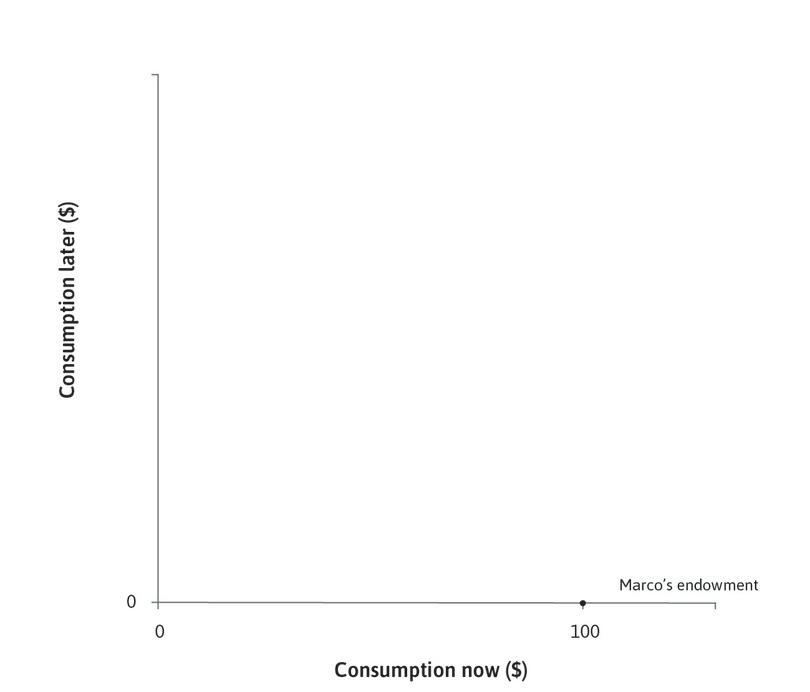 Consumption later ($)
Marco’s endowment
0
0
100
Consumption now ($)